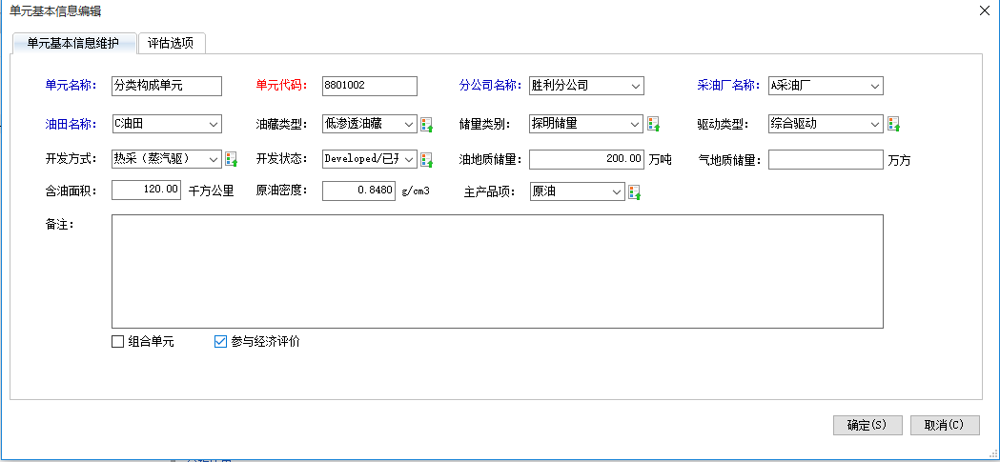 单元基本信息编辑
单元基本信息维护 评估选项
单元名称: 分类构成单元 单元代码: 8801002 分公司名称: 胜利分公司 采油厂名称: A采油厂
油田名称: C油田 油藏类型: 低渗透油藏 储量类别: 探明储量 驱动类型: 综合驱动
开发方式: 热采（蒸汽驱） 开发状态: Developed/已开 油地质储量: 200.00 万吨 气地质储量: 万方
含油面积: 120.00 千方公里 原油密度: 0.8480 g/cm3 主产品项: 原油
备注:
组合单元 参与经济评价
确定(S) 取消(C)